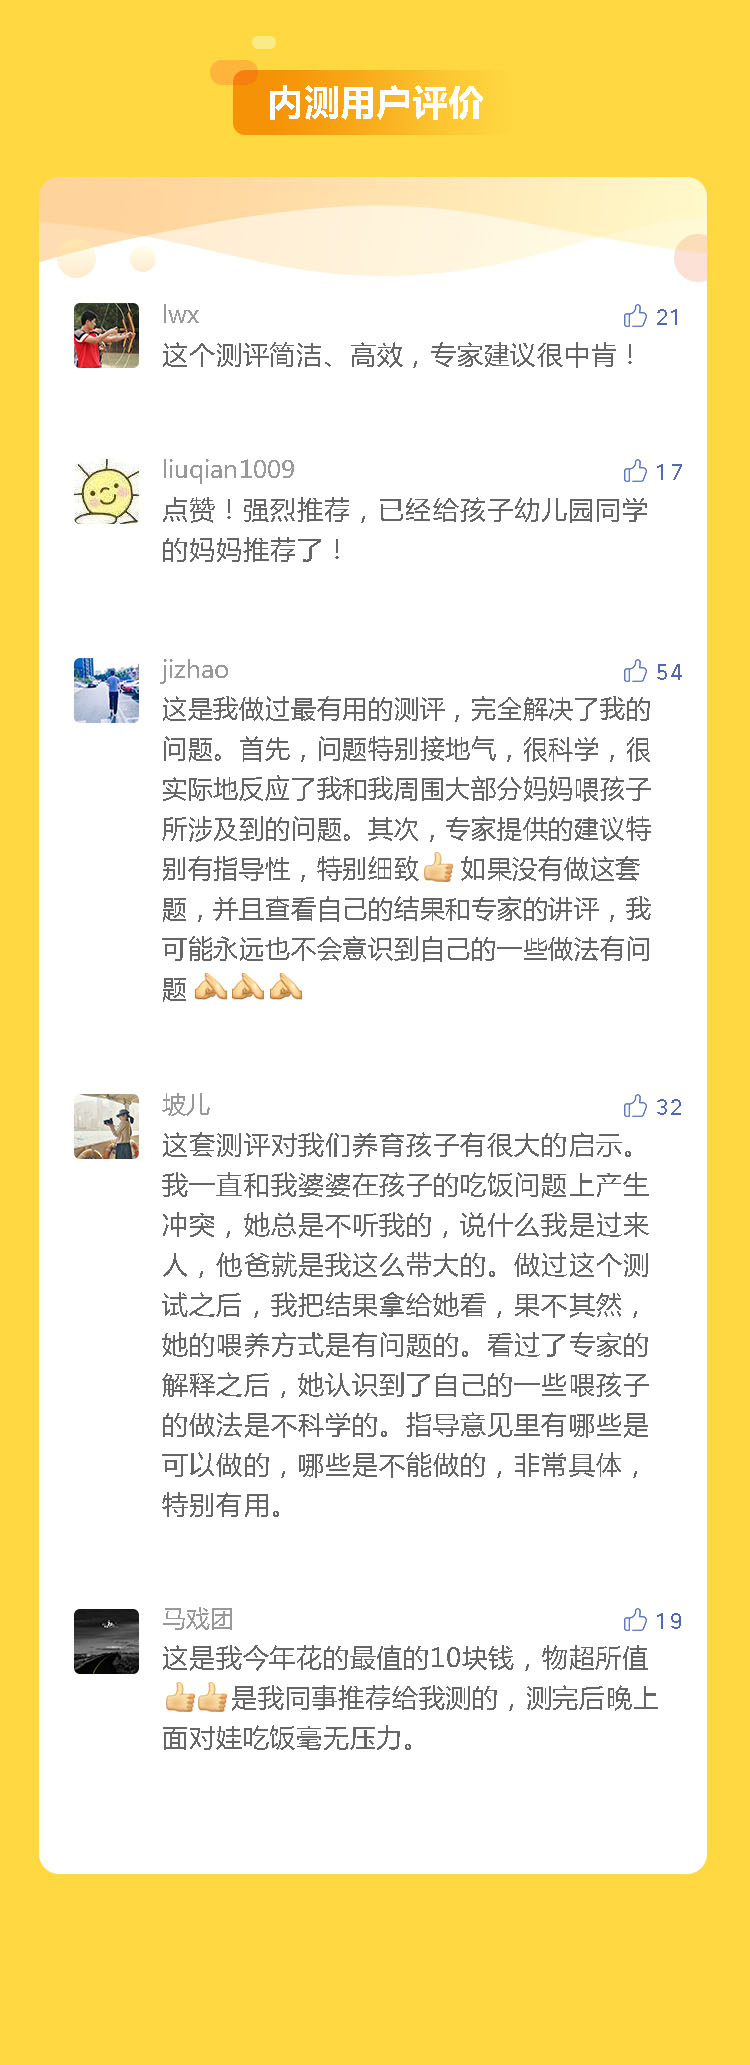 内测用户评价
lwx
21
这个测评简洁、高效，专家建议很中肯！
liuqian1009
17
点赞！强烈推荐，已经给孩子幼儿园同学
的妈妈推荐了！
jizhao
54
这是我做过最有用的测评，完全解决了我的
问题。首先，问题特别接地气，很科学，很
实际地反应了我和我周围大部分妈妈喂孩子
所涉及到的问题。其次，专家提供的建议特
别有指导性，特别细致👍如果没有做这套
题，并且查看自己的结果和专家的讲评，我
可能永远也不会意识到自己的一些做法有问
题
坡儿
32
这套测评对我们养育孩子有很大的启示。
我一直和我婆婆在孩子的吃饭问题上产生
冲突，她总是不听我的，说什么我是过来
人，他爸就是我这么带大的。做过这个测
试之后，我把结果拿给她看，果不其然，
她的喂养方式是有问题的。看过了专家的
解释之后，她认识到了自己的一些喂孩子
的做法是不科学的。指导意见里有哪些是
可以做的，哪些是不能做的，非常具体，
特别有用。
马戏团
19
这是我今年花的最值的10块钱，物超所值
👍👍是我同事推荐给我测的，测完后晚上
面对娃吃饭毫无压力。